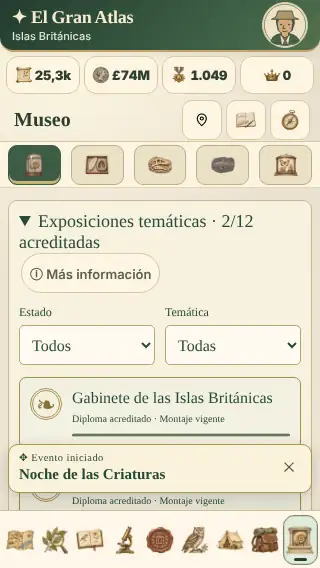 ✦ El Gran Atlas
Islas Británicas
25,3k
£74M
1.049
0
Museo
▼ Exposiciones temáticas · 2/12
acreditadas
ⓘ Más información
Estado
Temática
Todos
Todas
Gabinete de las Islas Británicas
Diploma acreditado · Montaje vigente
✥ Evento iniciado
Noche de las Criaturas
Diploma acreditado · Montaje vigente